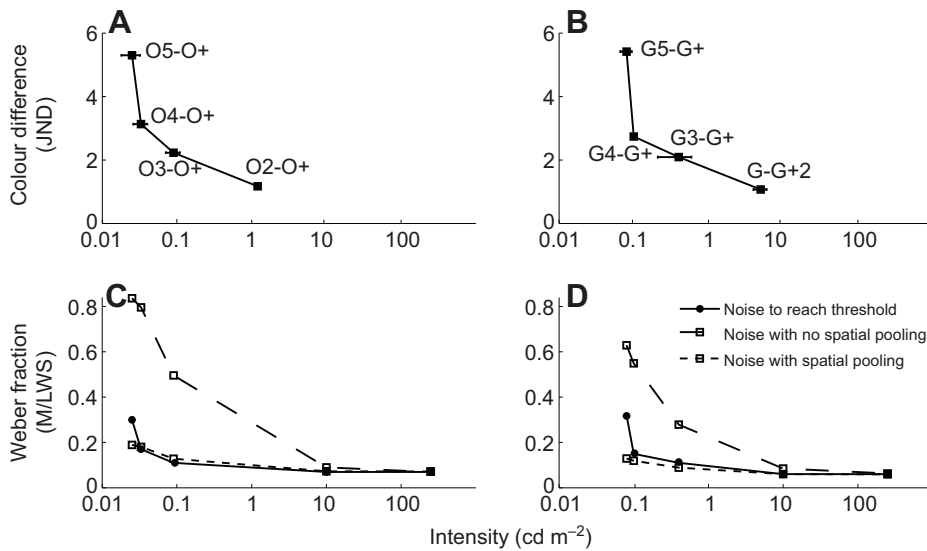 A
B
Colour difference
(JND)
6
4
2
0
O5-O+
O4-O+
O3-O+
O2-O+
0.01
0.1
1
10
100
6
4
2
0
G5-G+
G4-G+
G3-G+
G-G+2
0.01
0.1
1
10
100
C
D
Weber fraction
(M/LWS)
0.8
0.6
0.4
0.2
0
0.01
0.1
1
10
100
0.8
0.6
0.4
0.2
0
Noise to reach threshold
Noise with no spatial pooling
Noise with spatial pooling
0.01
0.1
1
10
100
Intensity (cd m–2)